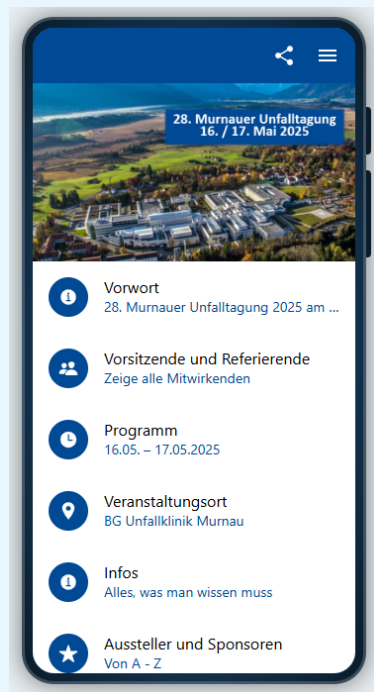 28. Murnauer Unfalltagung
16. / 17. Mai 2025
Vorwort
28. Murnauer Unfalltagung 2025 am ...
Vorsitzende und Referierende
Zeige alle Mitwirkenden
Programm
16.05. – 17.05.2025
Veranstaltungsort
BG Unfallklinik Murnau
Infos
Alles, was man wissen muss
Aussteller und Sponsoren
Von A - Z